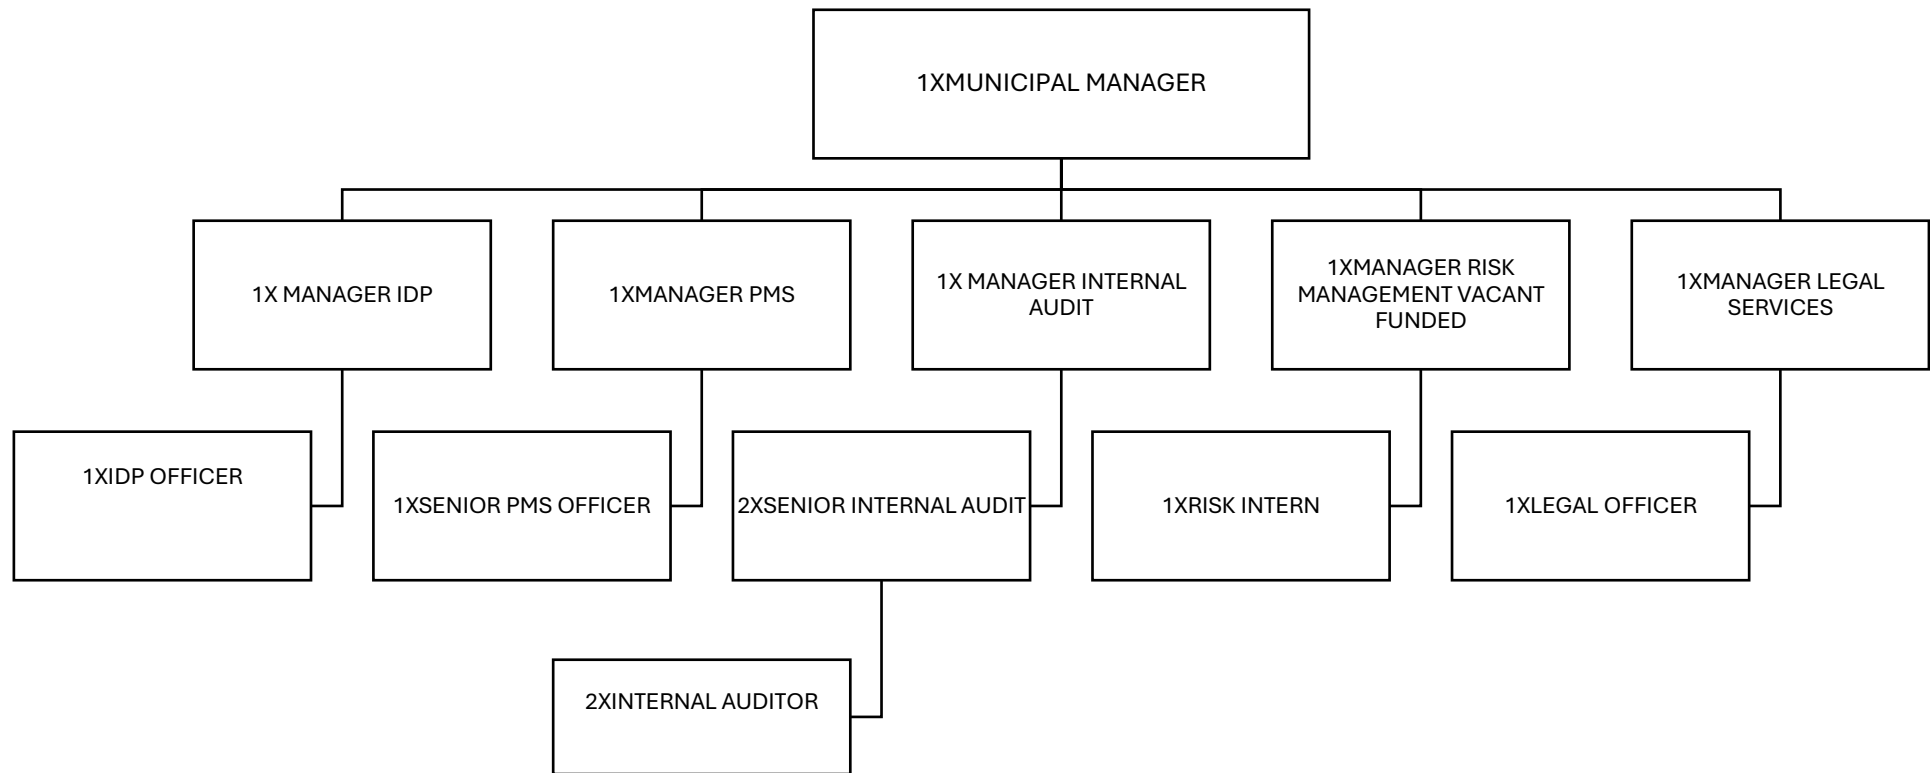 1XMUNICIPAL MANAGER
1X MANAGER IDP
1XMANAGER PMS
1X MANAGER INTERNAL
AUDIT
1XMANAGER RISK
MANAGEMENT VACANT
FUNDED
1XMANAGER LEGAL
SERVICES
1XIDP OFFICER
1XSENIOR PMS OFFICER
2XSENIOR INTERNAL AUDIT
1XRISK INTERN
1XLEGAL OFFICER
2XINTERNAL AUDITOR